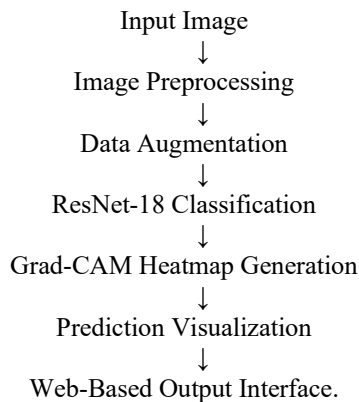 Input Image
↓
Image Preprocessing
↓
Data Augmentation
↓
ResNet-18 Classification
↓
Grad-CAM Heatmap Generation
↓
Prediction Visualization
↓
Web-Based Output Interface.